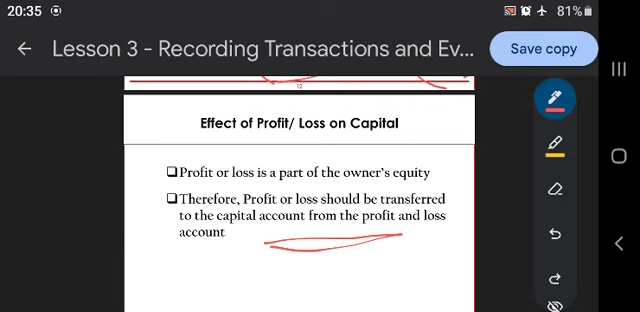 20:35
81%
Lesson 3 - Recording Transactions and Ev...
Save copy
12
Effect of Profit/ Loss on Capital
Profit or loss is a part of the owner's equity
Therefore, Profit or loss should be transferred
to the capital account from the profit and loss
account